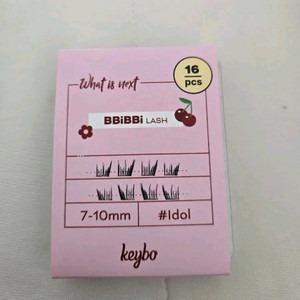 16
pcs
What is next
BBiBBi LASH
7-10mm
#Idol
keybo